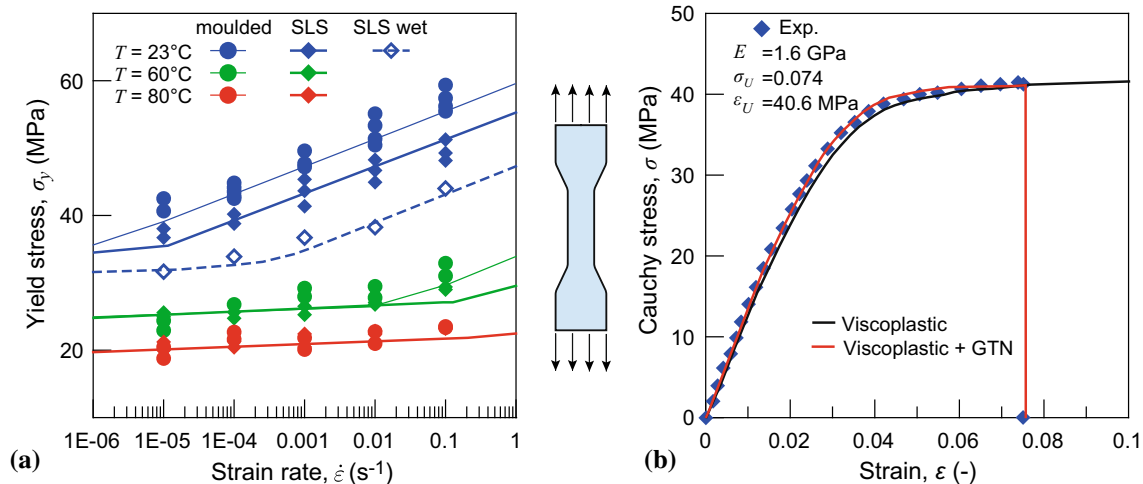 moulded SLS SLS wet
T = 23°C
T = 60°C
T = 80°C
60
40
20
Yield stress, σy (MPa)
1E-06 1E-05 1E-04 0.001 0.01 0.1 1
Strain rate, ε̇ (s-1)
(a)
50
40
30
20
10
0
Cauchy stress, σ (MPa)
Exp.
E =1.6 GPa
σU =0.074
εU =40.6 MPa
Viscoplastic
Viscoplastic + GTN
0 0.02 0.04 0.06 0.08 0.1
Strain, ε (-)
(b)